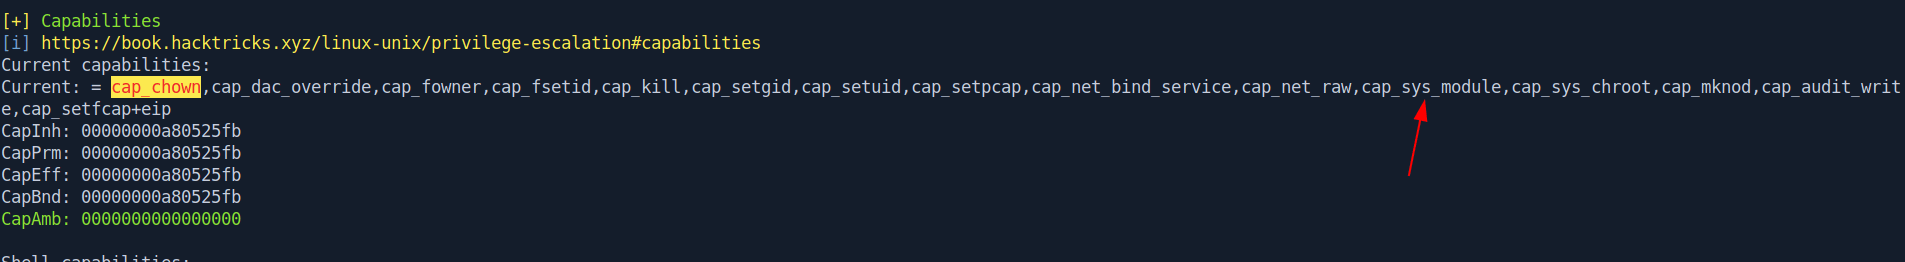 [+] Capabilities
[i] https://book.hacktricks.xyz/linux-unix/privilege-escalation#capabilities
Current capabilities:
Current: = cap_chown,cap_dac_override,cap_fowner,cap_fsetid,cap_kill,cap_setgid,cap_setuid,cap_setpcap,cap_net_bind_service,cap_net_raw,cap_sys_module,cap_sys_chroot,cap_mknod,cap_audit_writ
e,cap_setfcap+eip
CapInh: 00000000a80525fb
CapPrm: 00000000a80525fb
CapEff: 00000000a80525fb
CapBnd: 00000000a80525fb
CapAmb: 0000000000000000
Shell capabilities: